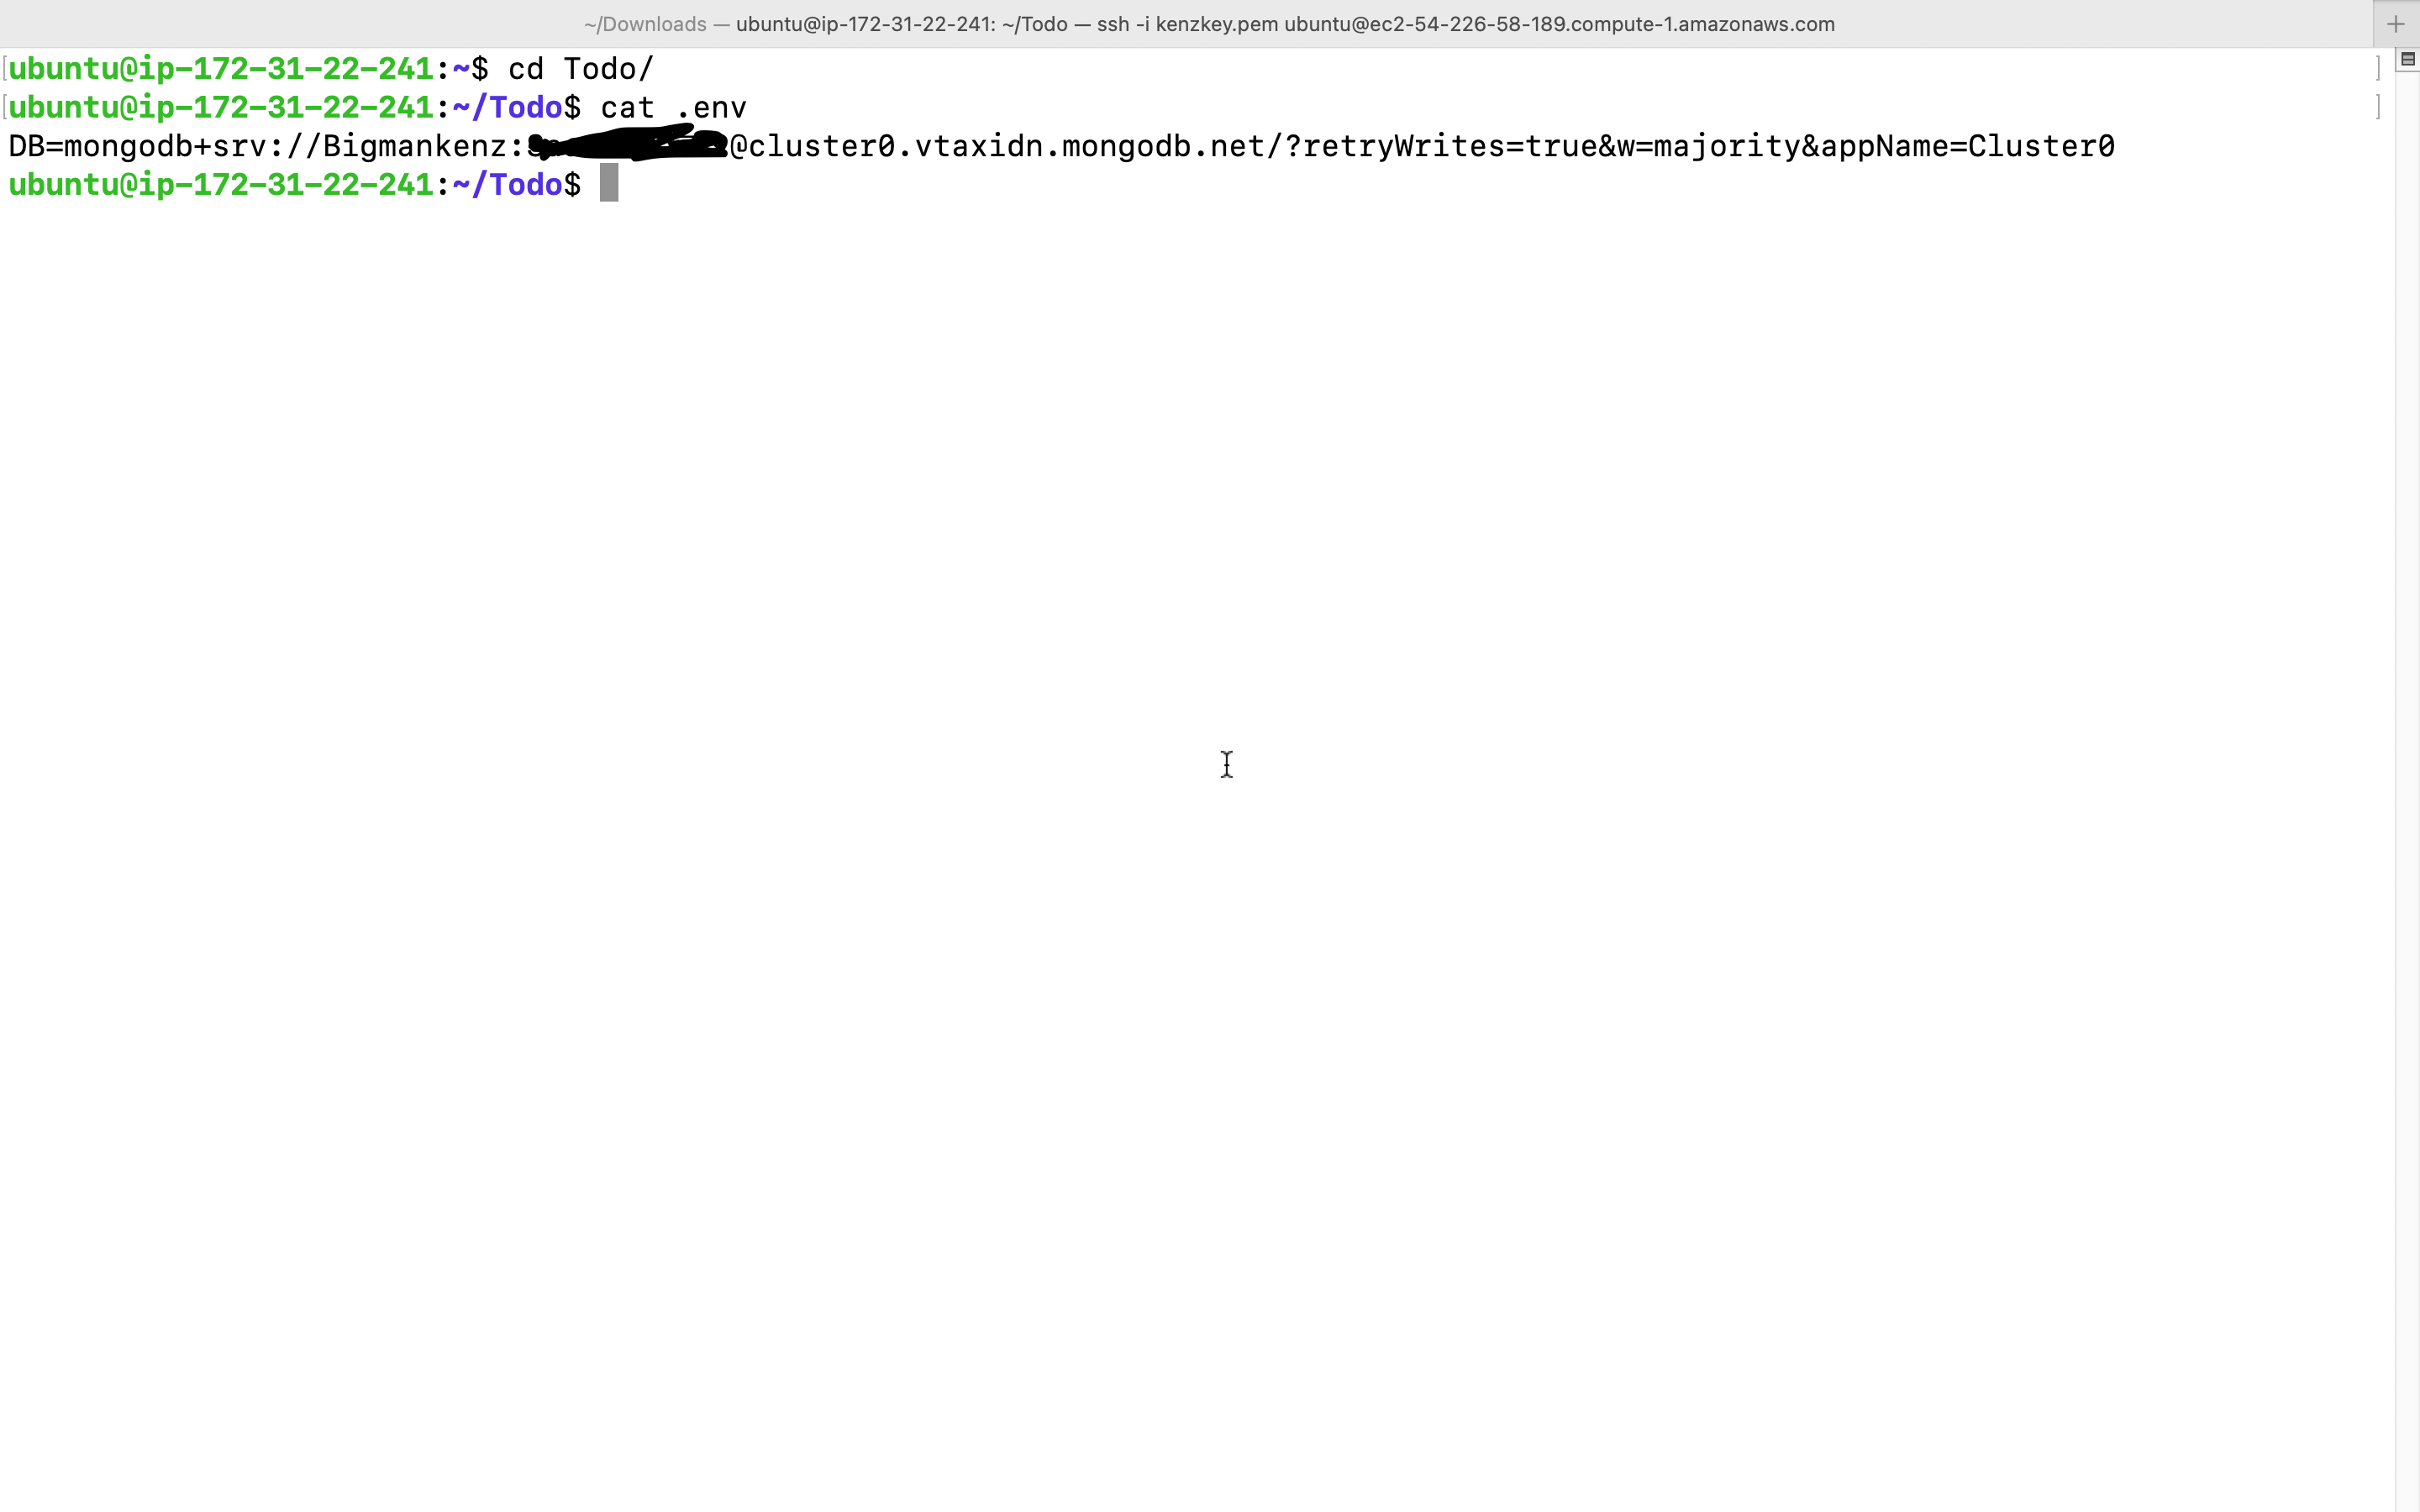 ~/Downloads — ubuntu@ip-172-31-22-241: ~/Todo — ssh -i kenzkey.pem ubuntu@ec2-54-226-58-189.compute-1.amazonaws.com
ubuntu@ip-172-31-22-241:~$ cd Todo/
ubuntu@ip-172-31-22-241:~/Todo$ cat .env
DB=mongodb+srv://Bigmankenz: @cluster0.vtaxidn.mongodb.net/?retryWrites=true&w=majority&appName=Cluster0
ubuntu@ip-172-31-22-241:~/Todo$